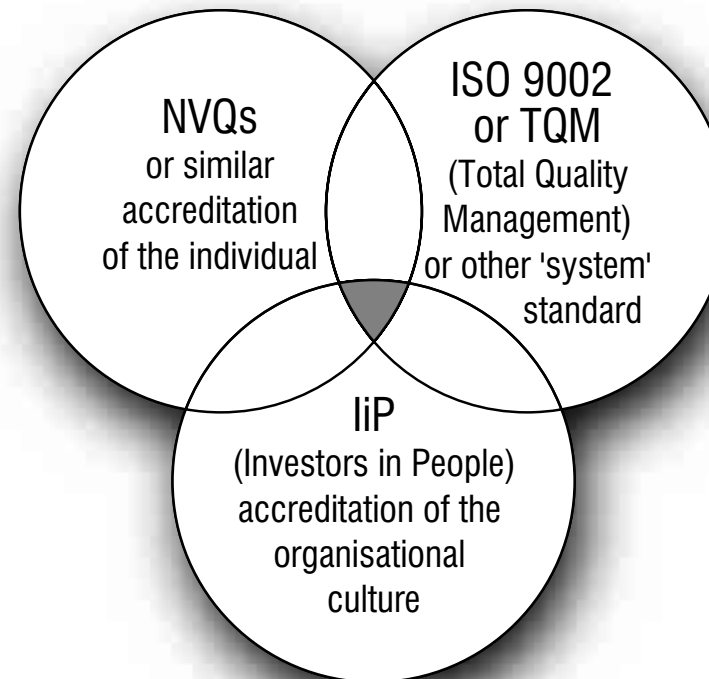 NVQs
or similar
accreditation
of the individual
ISO 9002
or TQM
(Total Quality
Management)
or other 'system'
standard
IiP
(Investors in People)
accreditation of the
organisational
culture